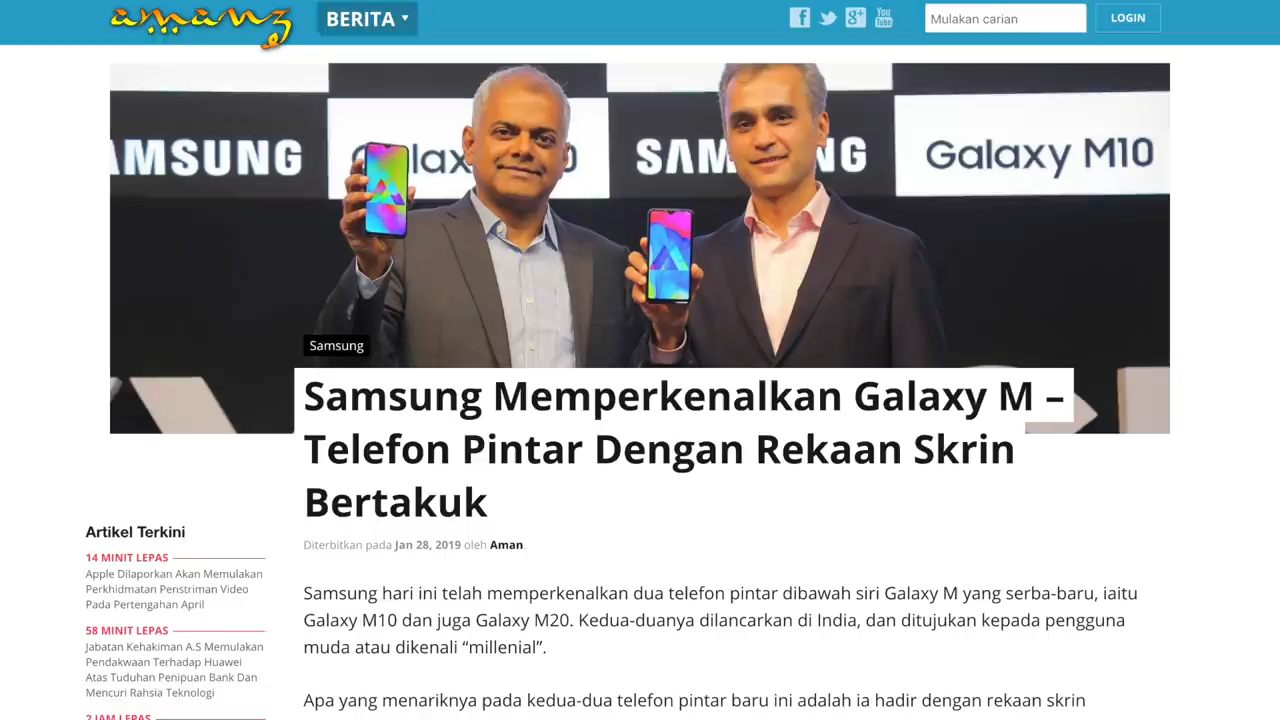 amanz
BERITA
Mulakan carian
LOGIN
SAMSUNG
Galaxy M10
Samsung
Samsung Memperkenalkan Galaxy M –
Telefon Pintar Dengan Rekaan Skrin
Bertakuk
Diterbitkan pada Jan 28, 2019 oleh Aman.
Artikel Terkini
14 MINIT LEPAS
Apple Dilaporkan Akan Memulakan
Perkhidmatan Penstriman Video
Pada Pertengahan April
58 MINIT LEPAS
Jabatan Kehakiman A.S Memulakan
Pendakwaan Terhadap Huawei
Atas Tuduhan Penipuan Bank Dan
Mencuri Rahsia Teknologi
2 JAM LEPAS
Samsung hari ini telah memperkenalkan dua telefon pintar dibawah siri Galaxy M yang serba-baru, iaitu
Galaxy M10 dan juga Galaxy M20. Kedua-duanya dilancarkan di India, dan ditujukan kepada pengguna
muda atau dikenali “millenial”.
Apa yang menariknya pada kedua-dua telefon pintar baru ini adalah ia hadir dengan rekaan skrin